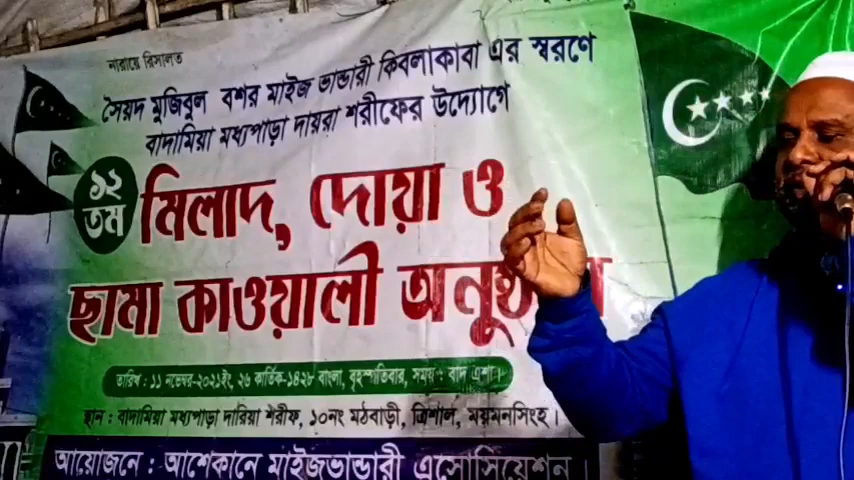 নারায়ে রিসালত
সৈয়দ মুজিবুল বশর মাইজ ভান্ডারী কিবলাকাবা এর স্বরণে
বাদামিয়া মধ্যপাড়া দায়রা শরীফের উদ্যোগে
১২
তম
মিলাদ, দোয়া ও
ছামা কাওয়ালী
তারিখ : ১১ নভেম্বর-২০২১ইং, ২৬ কার্তিক-১৪২৮ বাংলা, বৃহস্পতিবার, সময় : বাদ এশা।
স্থান : বাদামিয়া মধ্যপাড়া দারিয়া শরীফ, ১০নং মঠবাড়ী, ত্রিশাল, ময়মনসিংহ।
আয়োজনে : আশেকানে মাইজভান্ডারী এসোসিয়েশন।